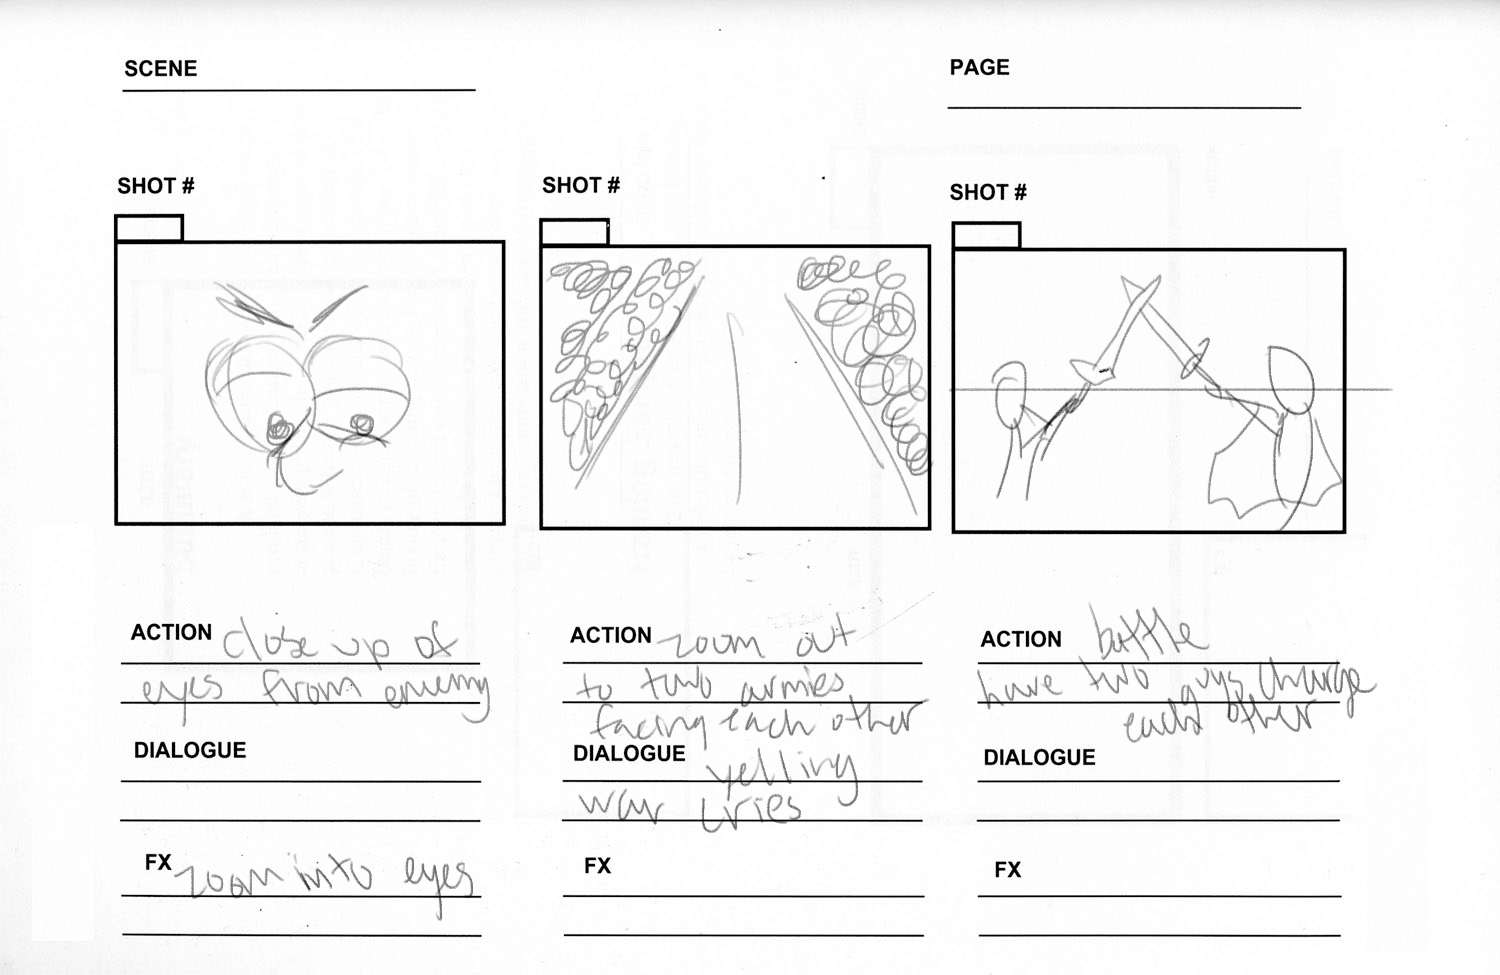 SCENE
PAGE
SHOT #
SHOT #
SHOT #
ACTION close up of
eyes from enemy
DIALOGUE
FX zoom into eyes
ACTION zoom out
to two armies
facing each other
DIALOGUE yelling
war cries
FX
ACTION battle
have two guys charge
each other
DIALOGUE
FX